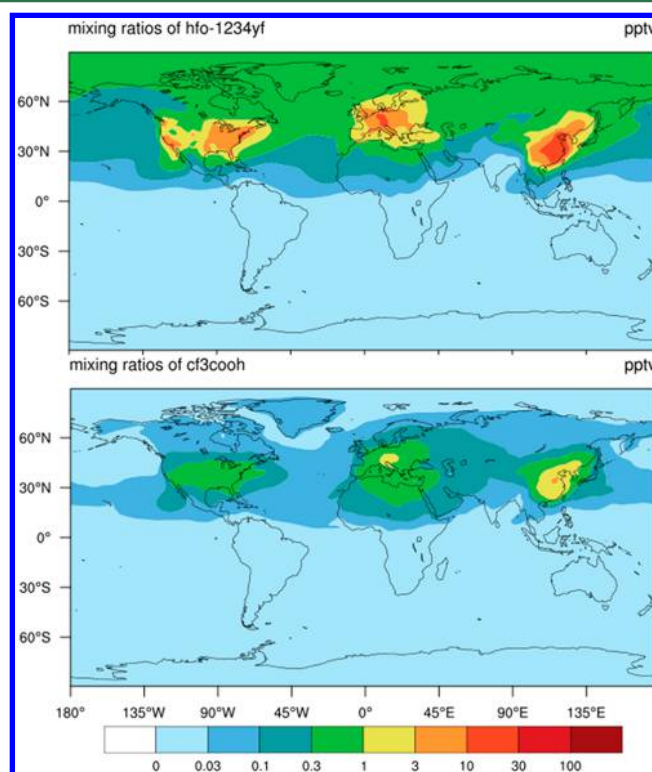 mixing ratios of hfo-1234yf pptv
60°N
30°N
0°
30°S
60°S
mixing ratios of cf3cooh pptv
60°N
30°N
0°
30°S
60°S
180° 135°W 90°W 45°W 0° 45°E 90°E 135°E
0 0.03 0.1 0.3 1 3 10 30 100